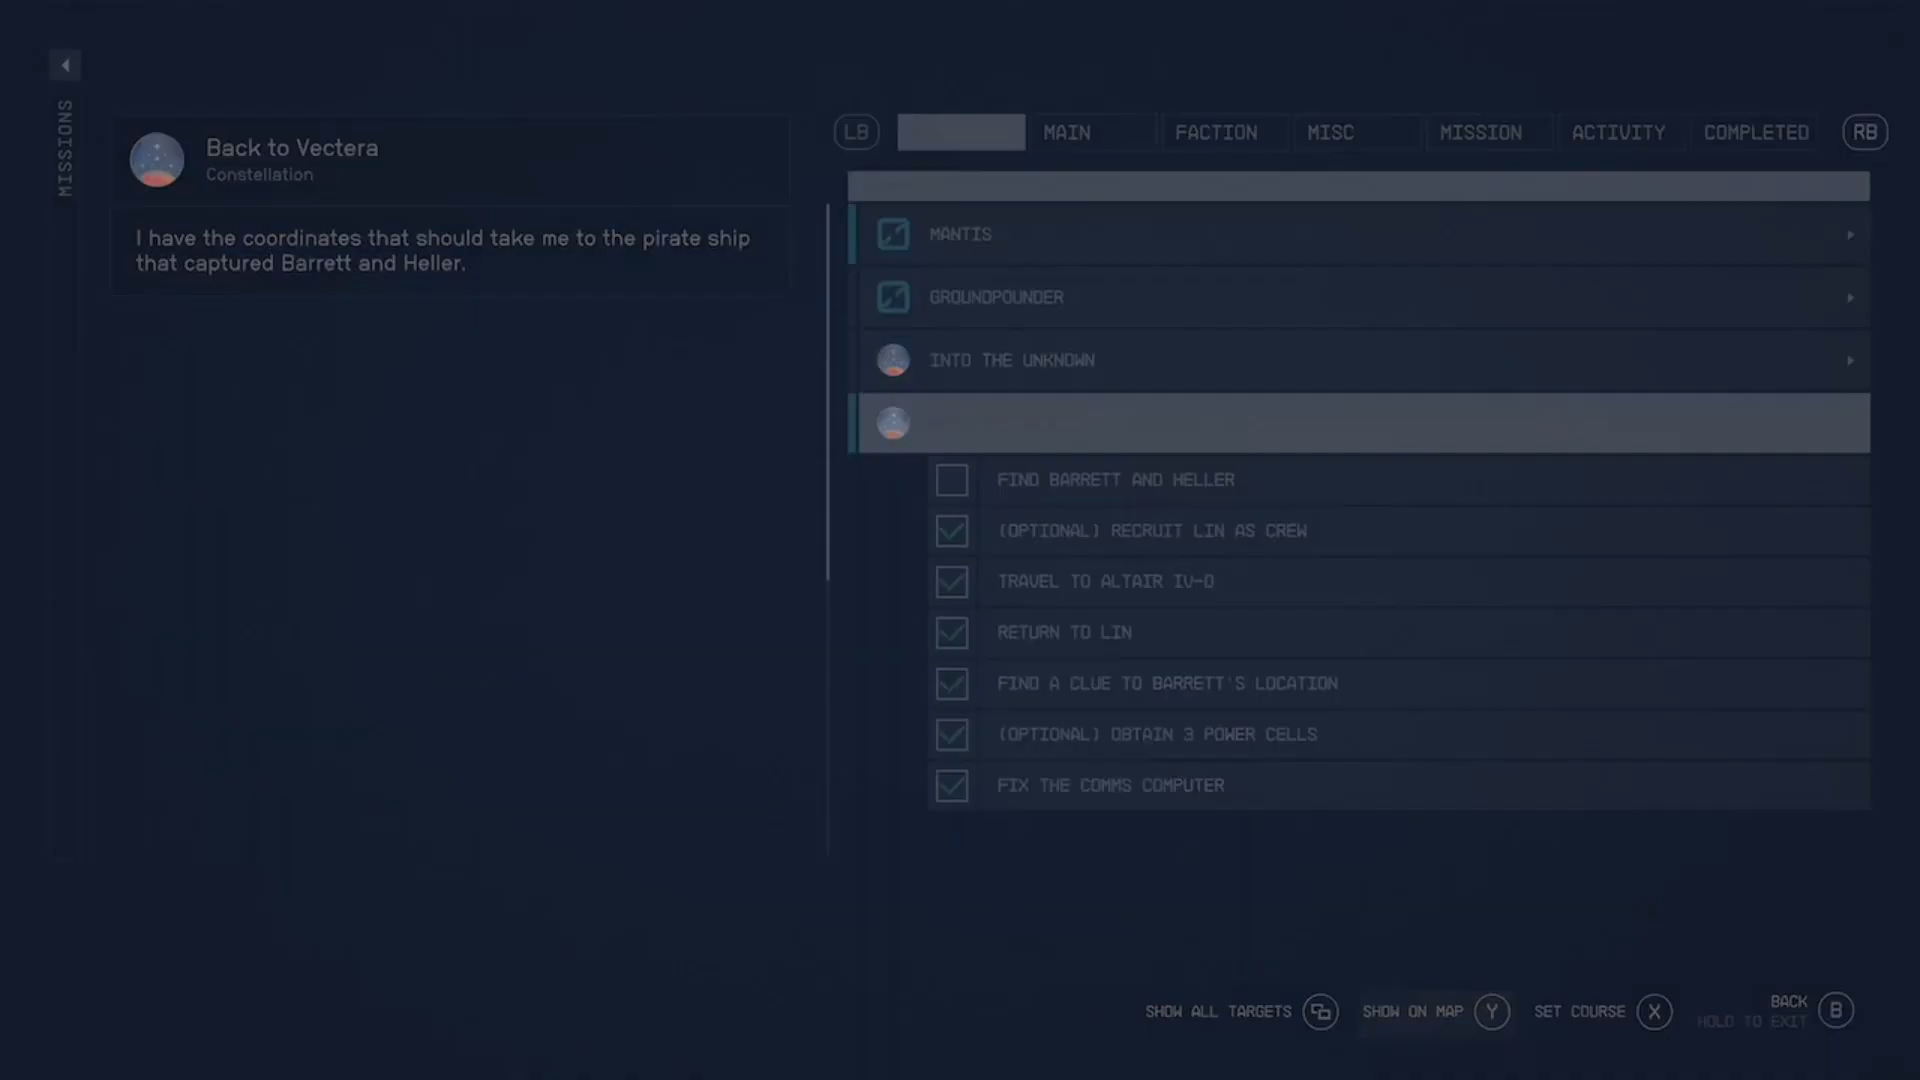 MISSIONS
Back to Vectera
Constellation
I have the coordinates that should take me to the pirate ship
that captured Barrett and Heller.
LB MAIN FACTION MISC MISSION ACTIVITY COMPLETED RB
MANTIS
GROUNDPOUNDER
INTO THE UNKNOWN
FIND BARRETT AND HELLER
(OPTIONAL) RECRUIT LIN AS CREW
TRAVEL TO ALTAIR IV-D
RETURN TO LIN
FIND A CLUE TO BARRETT'S LOCATION
(OPTIONAL) OBTAIN 3 POWER CELLS
FIX THE COMMS COMPUTER
SHOW ALL TARGETS SHOW ON MAP Y SET COURSE X BACK B
HOLD TO EXIT